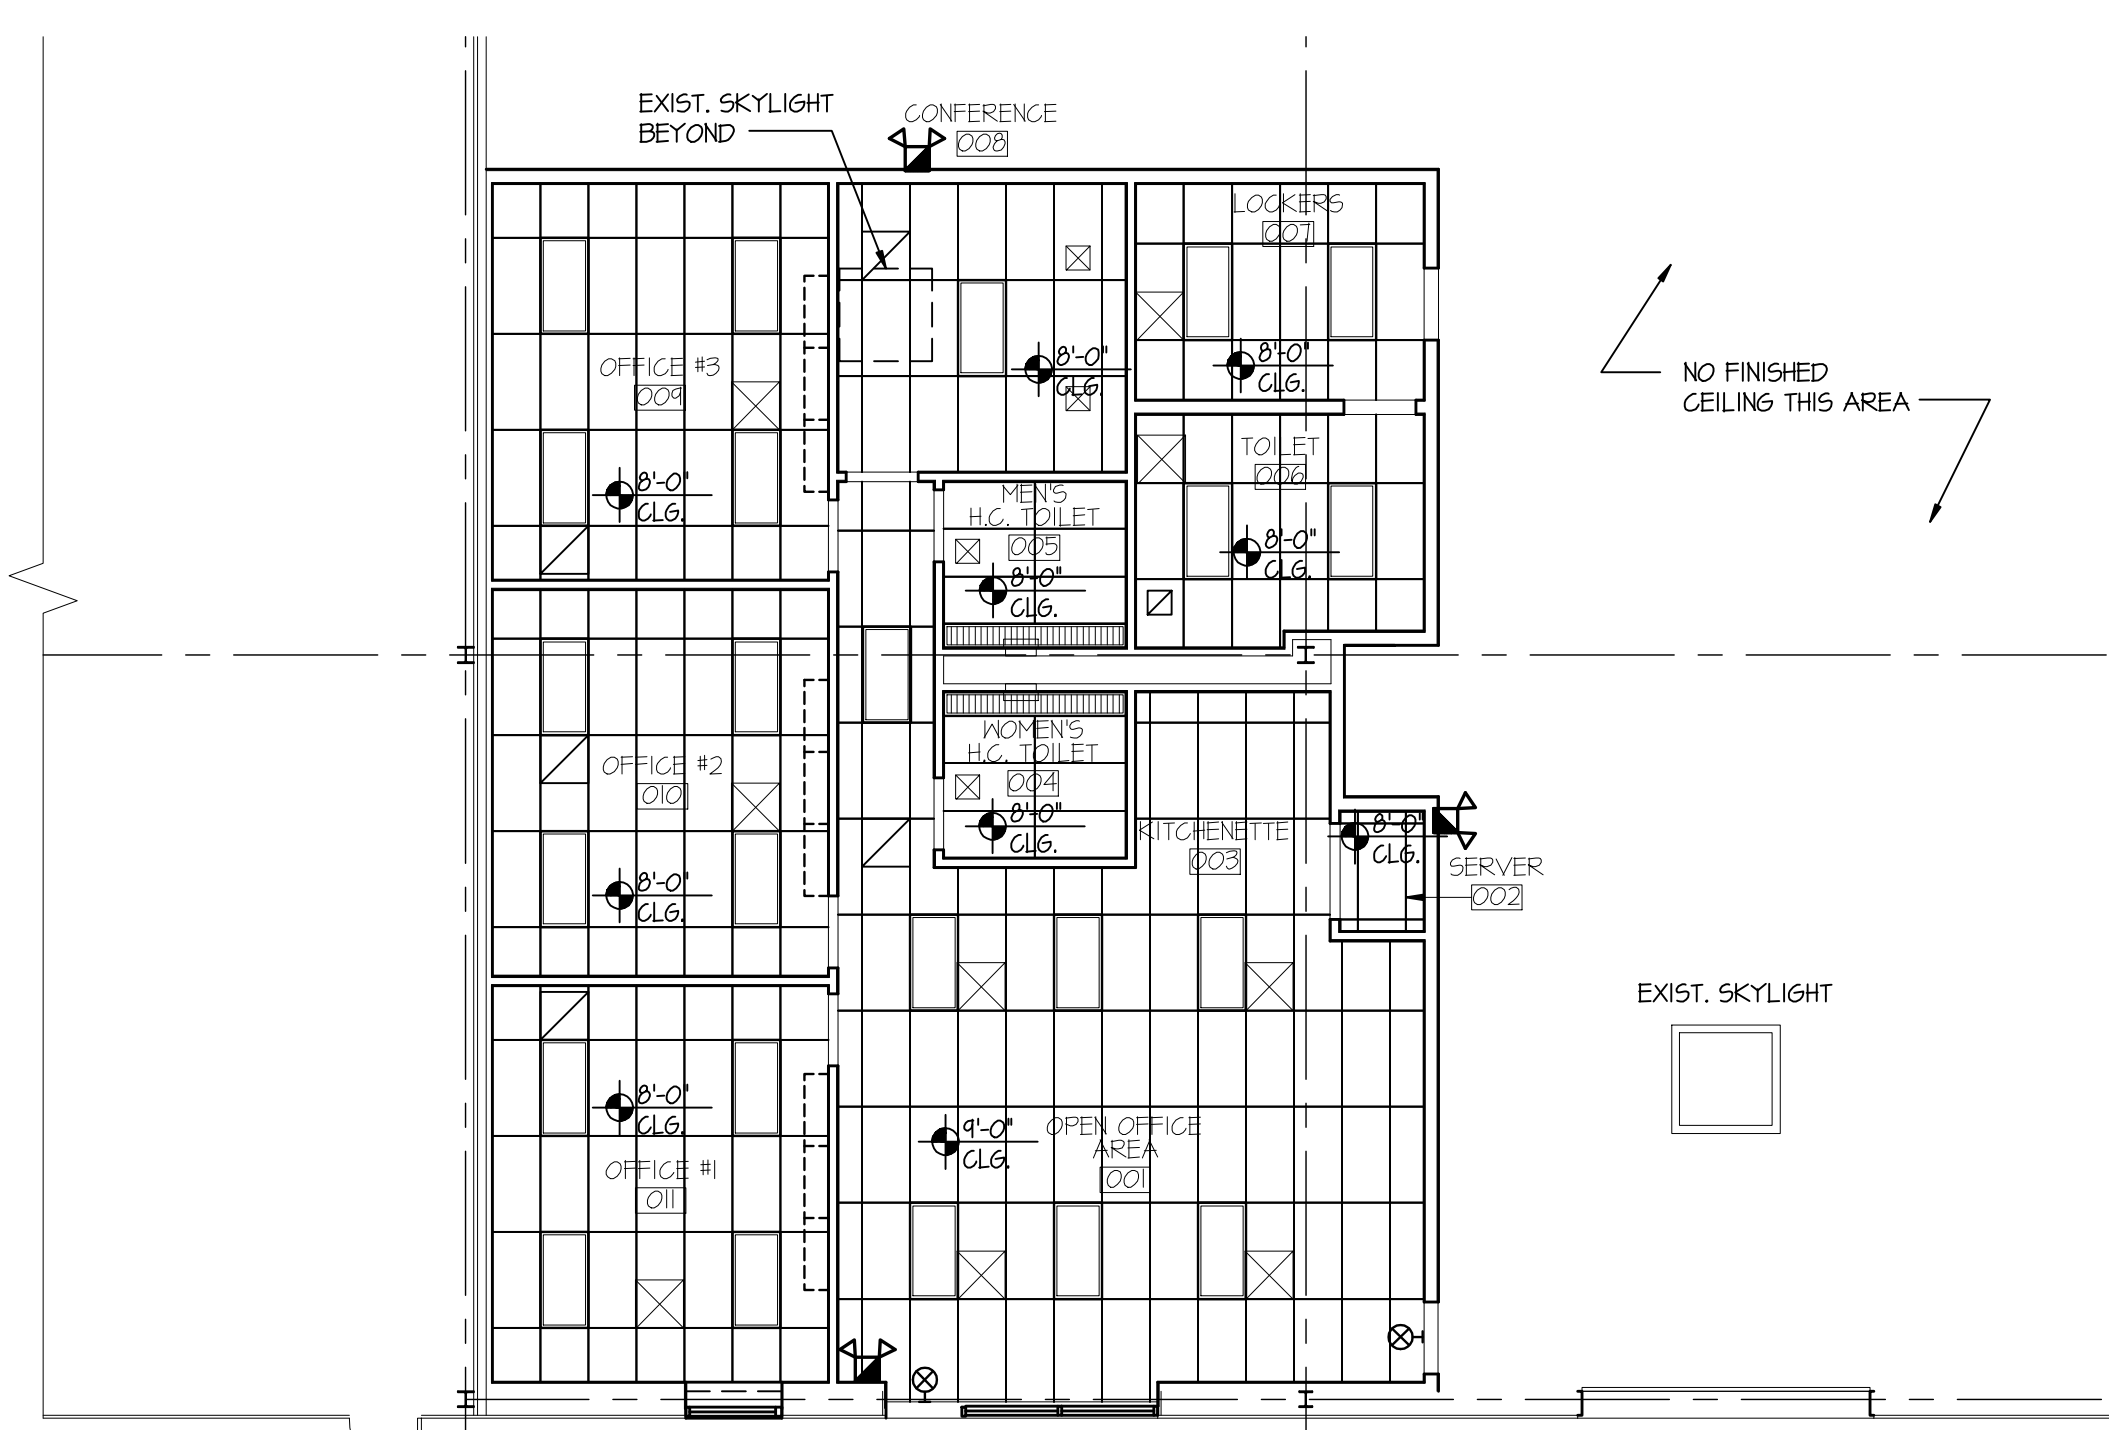 EXIST. SKYLIGHT
BEYOND
CONFERENCE
008
LOCKERS
007
8'-0"
CLG.
8'-0"
CLG.
OFFICE #3
009
8'-0"
CLG.
NO FINISHED
CEILING THIS AREA
TOILET
006
8'-0"
CLG.
MEN'S
H.C. TOILET
005
8'-0"
CLG.
WOMEN'S
H.C. TOILET
004
8'-0"
CLG.
OFFICE #2
010
8'-0"
CLG.
KITCHENETTE
003
8'-0"
CLG.
SERVER
002
EXIST. SKYLIGHT
8'-0"
CLG.
OFFICE #1
011
9'-0"
CLG.
OPEN OFFICE
AREA
001